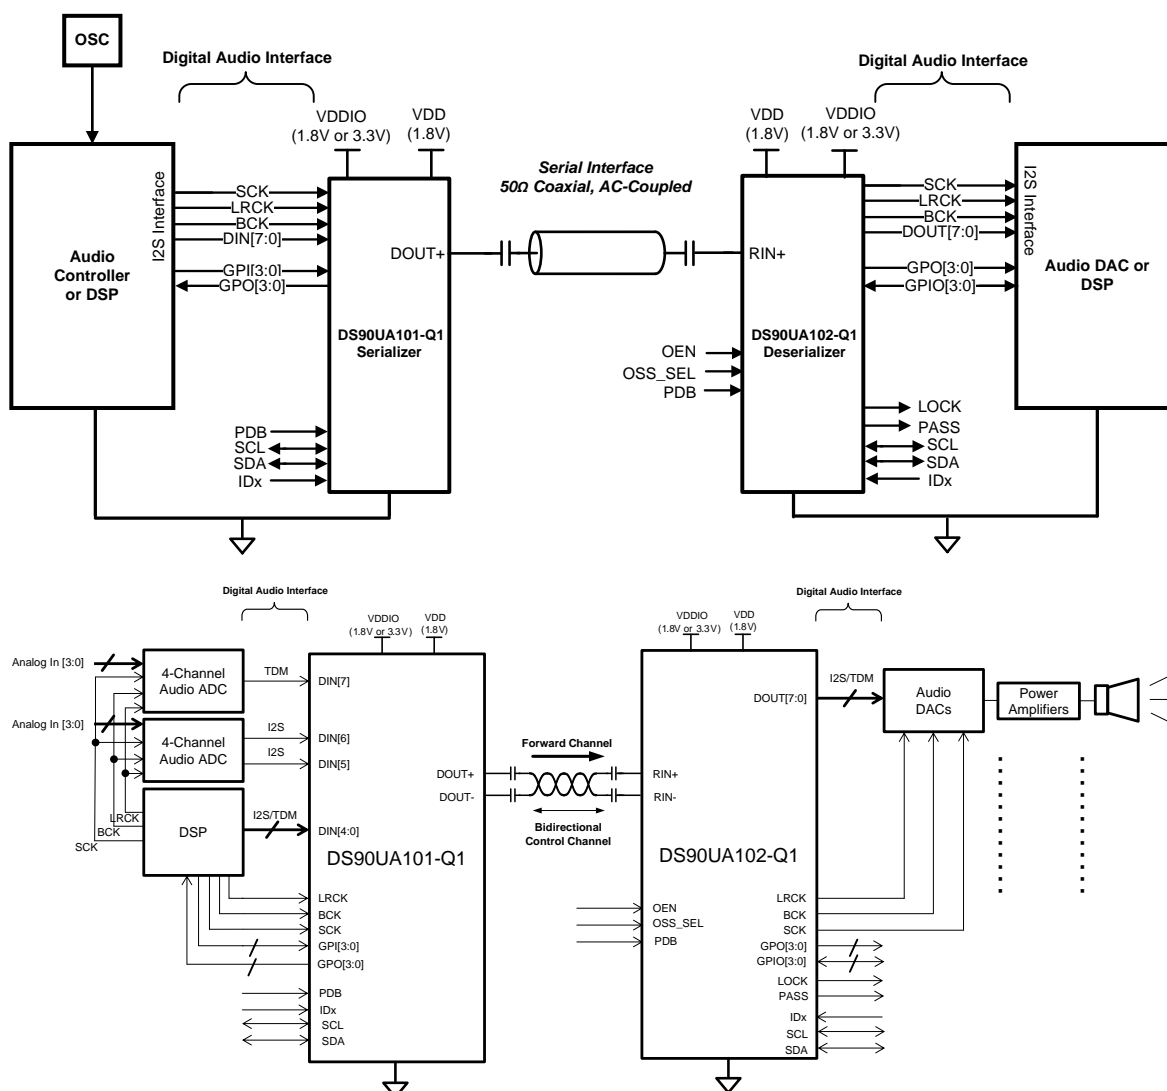 OSC
Digital Audio Interface
VDDIO
(1.8V or 3.3V)
VDD
(1.8V)
Serial Interface
50Ω Coaxial, AC-Coupled
VDD
(1.8V)
VDDIO
(1.8V or 3.3V)
Digital Audio Interface
Audio
Controller
or DSP
I2S Interface
SCK
LRCK
BCK
DIN[7:0]
GPI[3:0]
GPO[3:0]
DOUT+
DS90UA101-Q1
Serializer
PDB
SCL
SDA
IDx
RIN+
DS90UA102-Q1
Deserializer
OEN
OSS_SEL
PDB
SCK
LRCK
BCK
DOUT[7:0]
GPO[3:0]
GPIO[3:0]
LOCK
PASS
SCL
SDA
IDx
I2S Interface
Audio DAC or
DSP
Digital Audio Interface
VDDIO
(1.8V or 3.3V)
VDD
(1.8V)
VDDIO
(1.8V or 3.3V)
VDD
(1.8V)
Digital Audio Interface
Analog In [3:0]
4-Channel
Audio ADC
TDM
DIN[7]
Analog In [3:0]
4-Channel
Audio ADC
I2S
DIN[6]
I2S
DIN[5]
LRCK
BCK
SCK
DSP
I2S/TDM
DIN[4:0]
DS90UA101-Q1
LRCK
BCK
SCK
GPI[3:0]
GPO[3:0]
PDB
IDx
SCL
SDA
DOUT+
DOUT-
Forward Channel
Bidirectional
Control Channel
RIN+
RIN-
DS90UA102-Q1
OEN
OSS_SEL
PDB
DOUT[7:0]
I2S/TDM
Audio
DACs
Power
Amplifiers
LRCK
BCK
SCK
GPO[3:0]
GPIO[3:0]
LOCK
PASS
IDx
SCL
SDA